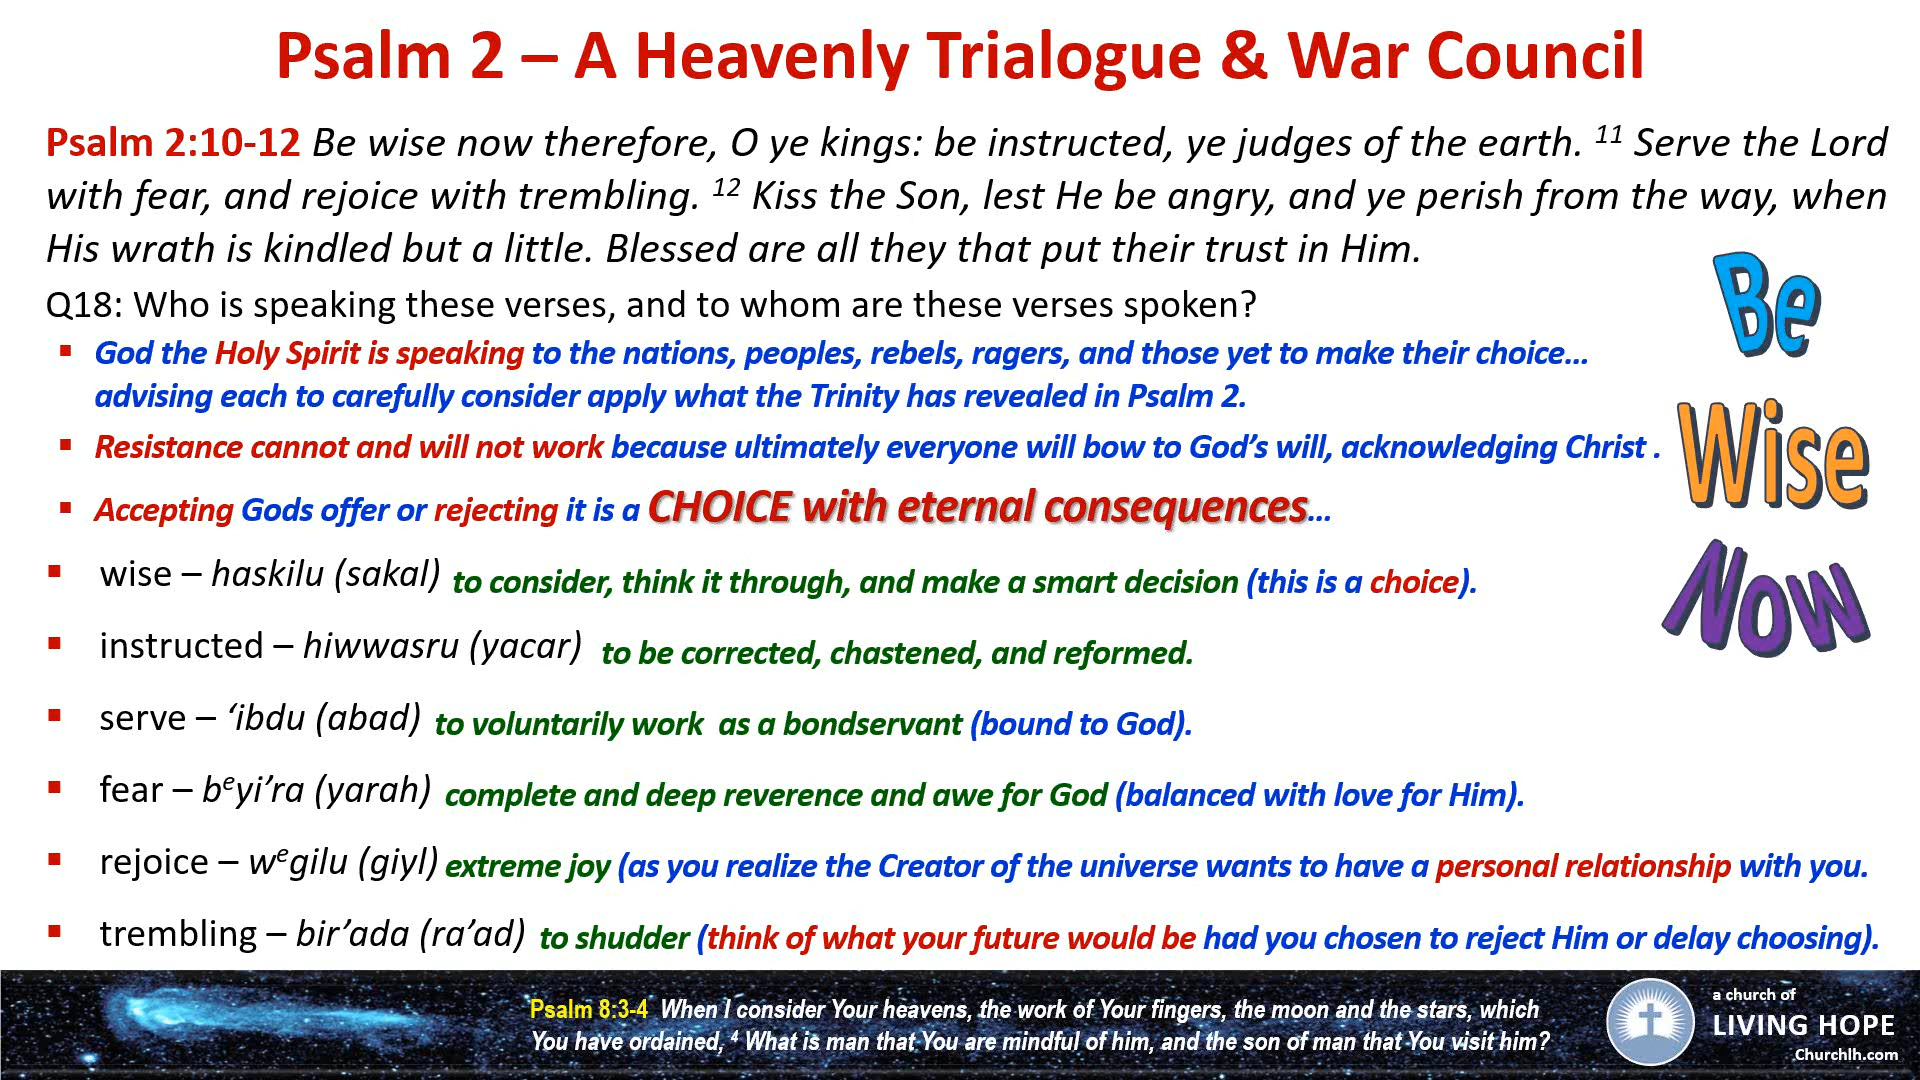 Psalm 2 – A Heavenly Trialogue & War Council
Psalm 2:10-12 Be wise now therefore, O ye kings: be instructed, ye judges of the earth. 11 Serve the Lord
with fear, and rejoice with trembling. 12 Kiss the Son, lest He be angry, and ye perish from the way, when
His wrath is kindled but a little. Blessed are all they that put their trust in Him.
Q18: Who is speaking these verses, and to whom are these verses spoken?
▪ God the Holy Spirit is speaking to the nations, peoples, rebels, ragers, and those yet to make their choice...
advising each to carefully consider apply what the Trinity has revealed in Psalm 2.
▪ Resistance cannot and will not work because ultimately everyone will bow to God's will, acknowledging Christ .
▪ Accepting Gods offer or rejecting it is a CHOICE with eternal consequences...
▪ wise – haskilu (sakal) to consider, think it through, and make a smart decision (this is a choice).
▪ instructed – hiwwasru (yacar) to be corrected, chastened, and reformed.
▪ serve – ‘ibdu (abad) to voluntarily work as a bondservant (bound to God).
▪ fear – beyi’ra (yarah) complete and deep reverence and awe for God (balanced with love for Him).
▪ rejoice – wegilu (giyl) extreme joy (as you realize the Creator of the universe wants to have a personal relationship with you.
▪ trembling – bir’ada (ra’ad) to shudder (think of what your future would be had you chosen to reject Him or delay choosing).
Be
Wise
Now
Psalm 8:3-4 When I consider Your heavens, the work of Your fingers, the moon and the stars, which
You have ordained, 4 What is man that You are mindful of him, and the son of man that You visit him?
a church of
LIVING HOPE
Churchlh.com